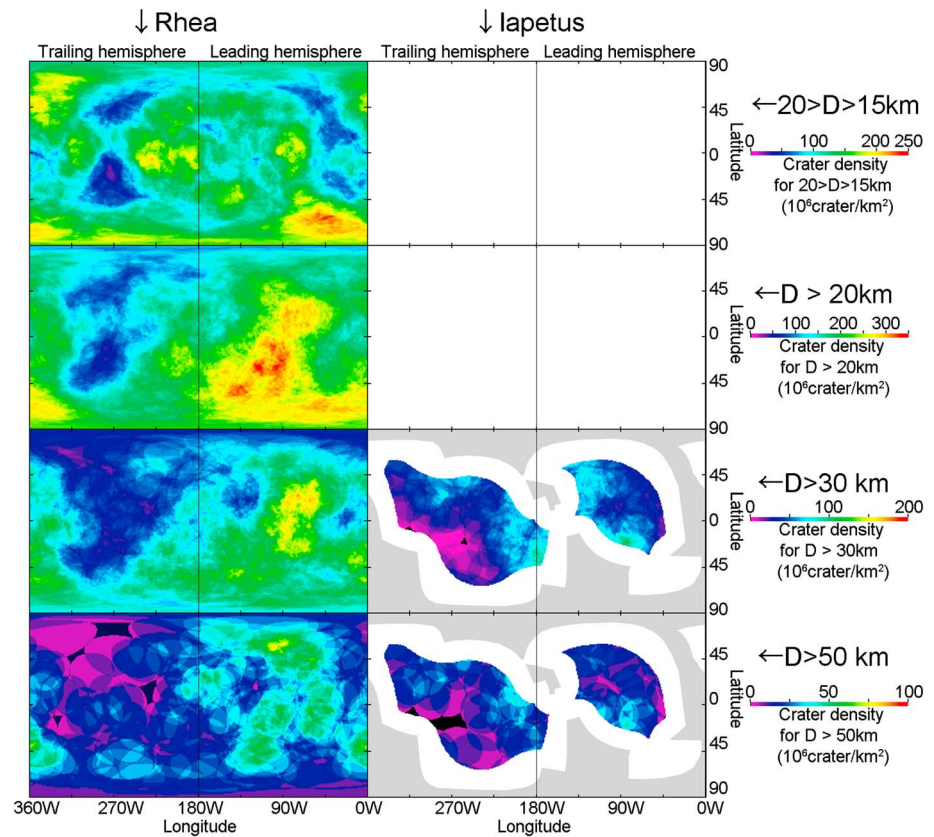 ↓Rhea ↓Iapetus
Trailing hemisphere Leading hemisphere Trailing hemisphere Leading hemisphere
90
45
0
45
90
Latitude
←20>D>15km
0 100 200 250
Crater density
for 20>D>15km
(10⁶crater/km²)
45
0
45
90
Latitude
←D > 20km
0 100 200 300
Crater density
for D > 20km
(10⁶crater/km²)
45
0
45
90
Latitude
←D>30 km
0 100 200
Crater density
for D > 30km
(10⁶crater/km²)
45
0
45
90
Latitude
←D>50 km
0 50 100
Crater density
for D > 50km
(10⁶crater/km²)
360W 270W 180W 90W 0W 270W 180W 90W 0W
Longitude Longitude